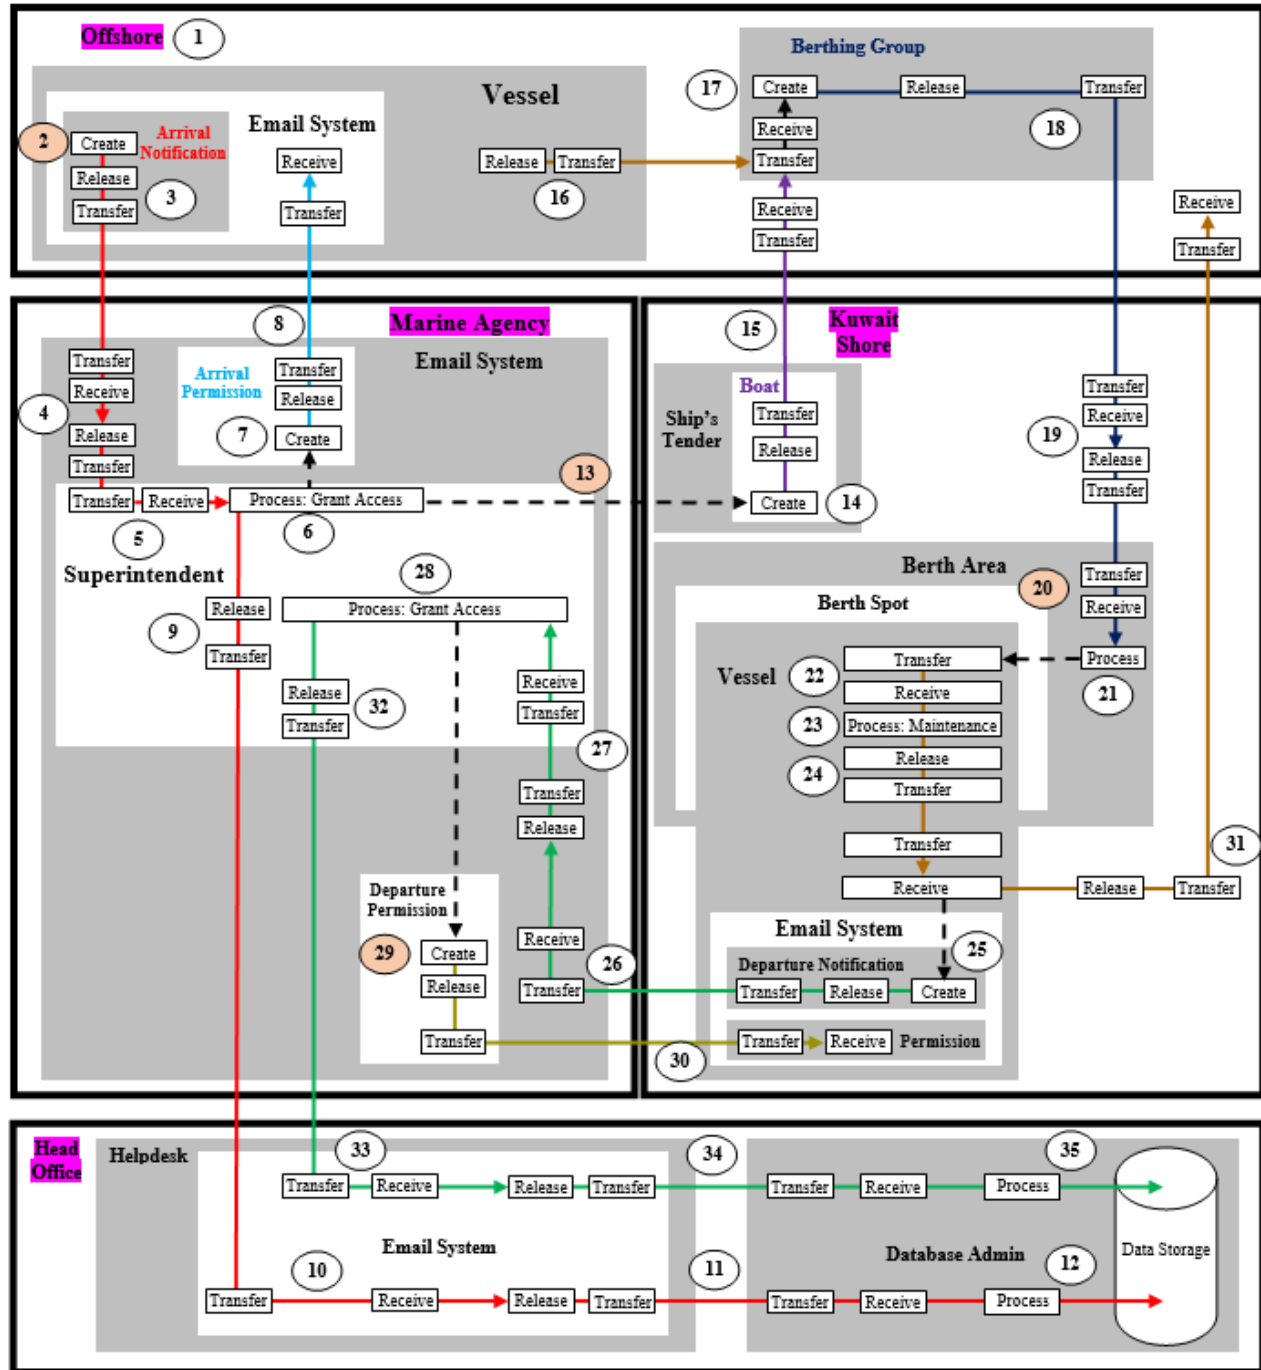 Offshore
1
Berthing Group
Vessel
17
Create
Release
Transfer
Email System
18
2
Create
Arrival
Notification
Receive
Release
3
Transfer
Receive
Transfer
Release
Transfer
16
Receive
Transfer
Receive
Transfer
Receive
Transfer
8
Marine Agency
15
Kuwait
Shore
Email System
Transfer
Receive
4
Release
Transfer
Arrival
Permission
Transfer
Release
7
Create
Boat
Ship's
Tender
Transfer
Release
Create
14
Transfer
Receive
19
Release
Transfer
13
Transfer
Receive
Process: Grant Access
5
6
Superintendent
28
Process: Grant Access
Release
9
Transfer
Release
32
Transfer
Receive
Transfer
27
Transfer
Release
Berth Area
20
Transfer
Receive
Berth Spot
Process
21
Vessel
22
Transfer
Receive
23
Process: Maintenance
Release
24
Transfer
Transfer
31
Receive
Release
Transfer
Departure
Permission
29
Create
Release
Transfer
Receive
26
Transfer
Email System
25
Departure Notification
Transfer
Release
Create
30
Transfer
Receive
Permission
Head
Office
Helpdesk
33
34
35
Transfer
Receive
Release
Transfer
Transfer
Receive
Process
Email System
Database Admin
Data Storage
10
11
12
Transfer
Receive
Release
Transfer
Transfer
Receive
Process